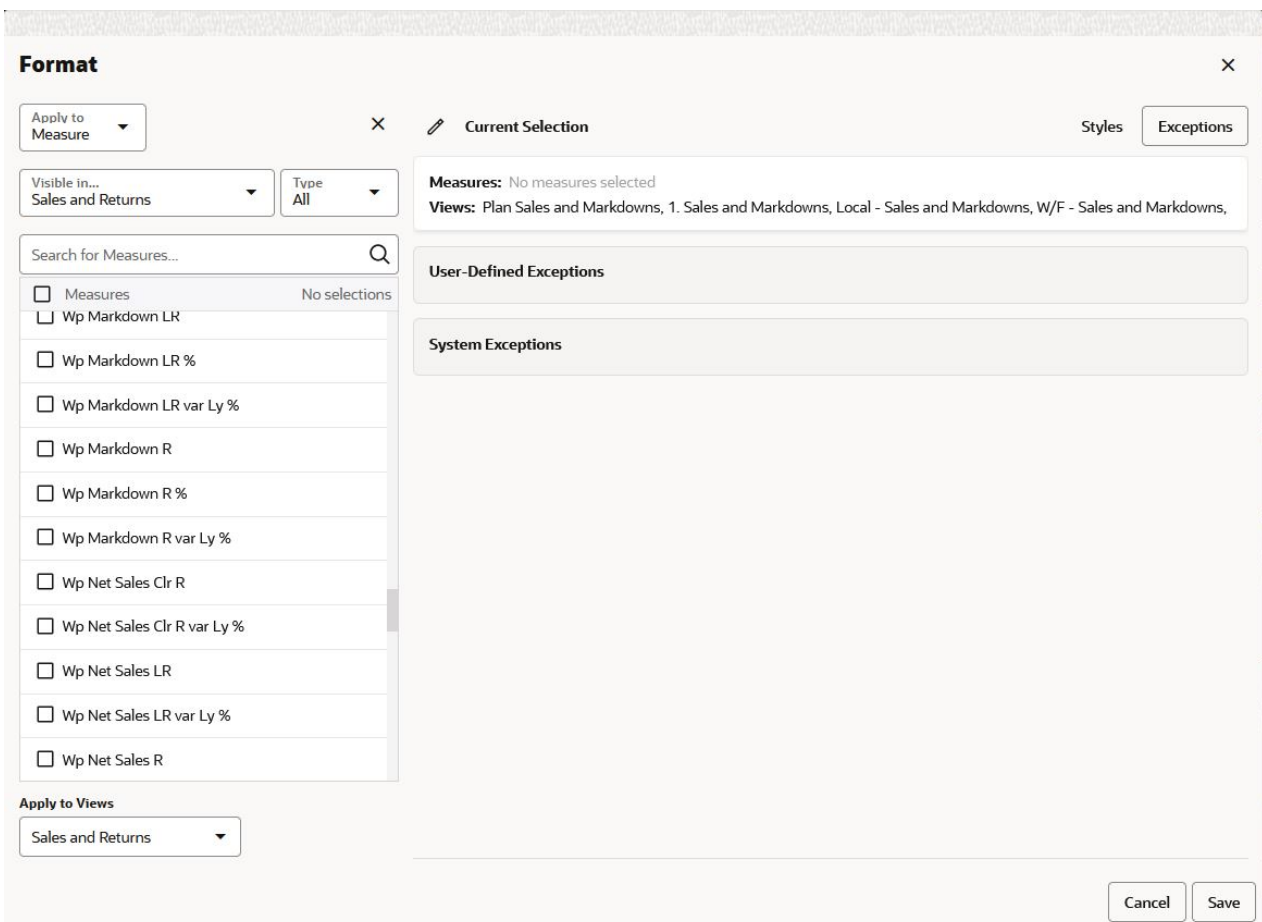 Format
Apply to
Measure
Visible in...
Sales and Returns
Type
All
Search for Measures...
Measures No selections
Wp Markdown LR
Wp Markdown LR %
Wp Markdown LR var Ly %
Wp Markdown R
Wp Markdown R %
Wp Markdown R var Ly %
Wp Net Sales Clr R
Wp Net Sales Clr R var Ly %
Wp Net Sales LR
Wp Net Sales LR var Ly %
Wp Net Sales R
Apply to Views
Sales and Returns
Current Selection
Styles
Exceptions
Measures: No measures selected
Views: Plan Sales and Markdowns, 1. Sales and Markdowns, Local - Sales and Markdowns, W/F - Sales and Markdowns,
User-Defined Exceptions
System Exceptions
Cancel
Save